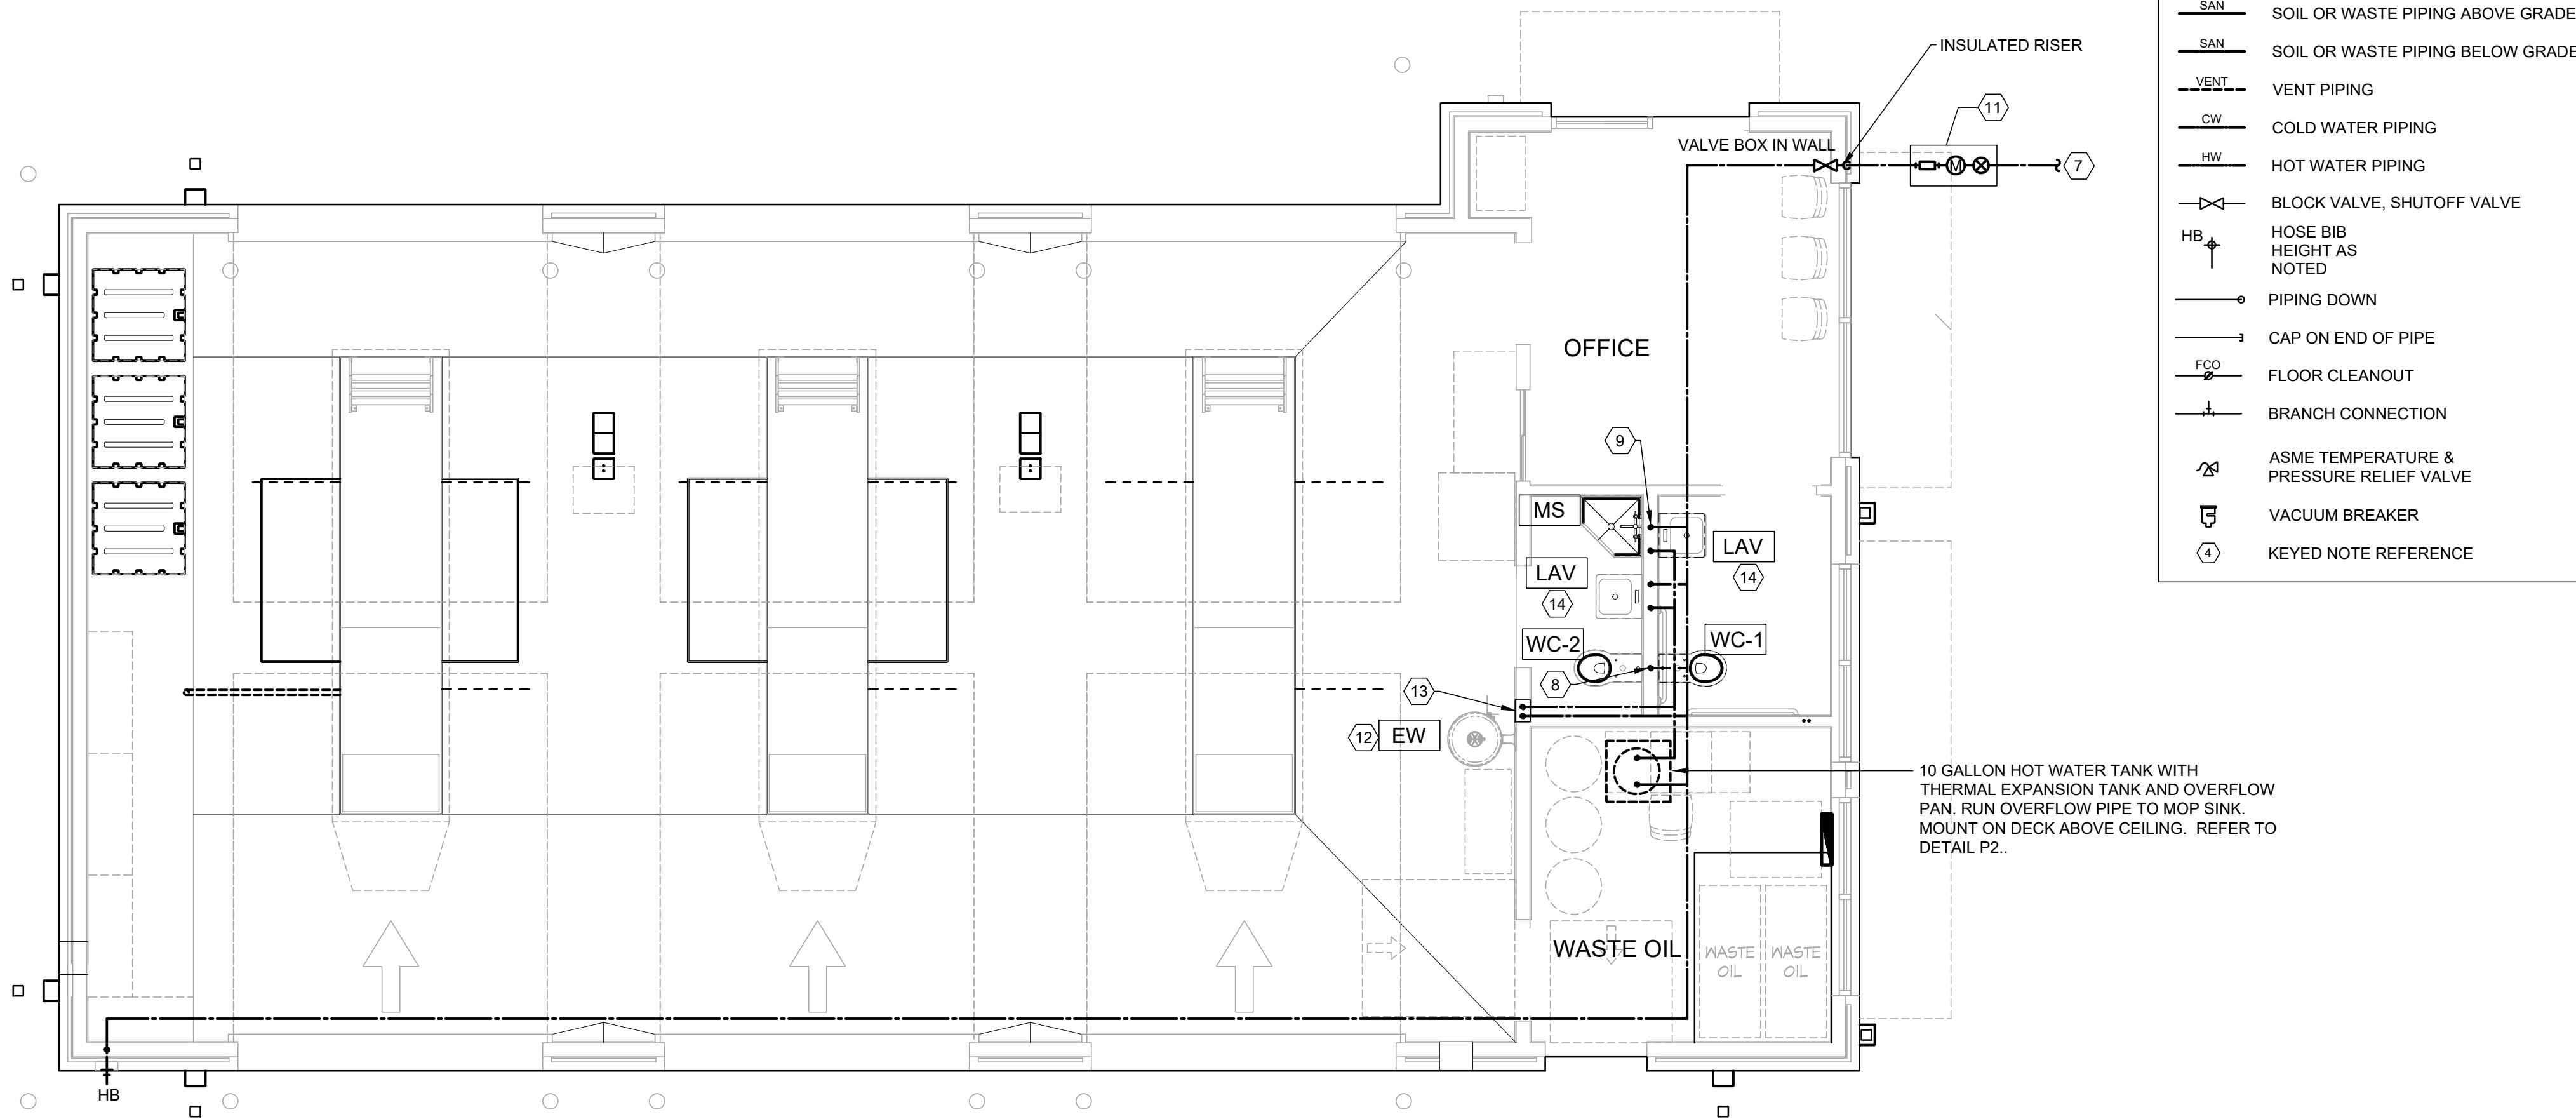 SAN
SOIL OR WASTE PIPING ABOVE GRADE
SAN
SOIL OR WASTE PIPING BELOW GRADE
VENT
VENT PIPING
CW
COLD WATER PIPING
HW
HOT WATER PIPING
BLOCK VALVE, SHUTOFF VALVE
HB
HOSE BIB
HEIGHT AS
NOTED
PIPING DOWN
CAP ON END OF PIPE
FCO
FLOOR CLEANOUT
BRANCH CONNECTION
ASME TEMPERATURE &
PRESSURE RELIEF VALVE
VACUUM BREAKER
4
KEYED NOTE REFERENCE
INSULATED RISER
11
VALVE BOX IN WALL
M
7
OFFICE
9
MS
LAV
14
LAV
14
WC-2
WC-1
8
13
12
EW
10 GALLON HOT WATER TANK WITH
THERMAL EXPANSION TANK AND OVERFLOW
PAN. RUN OVERFLOW PIPE TO MOP SINK.
MOUNT ON DECK ABOVE CEILING. REFER TO
DETAIL P2..
WASTE OIL
WASTE
OIL
WASTE
OIL
HB